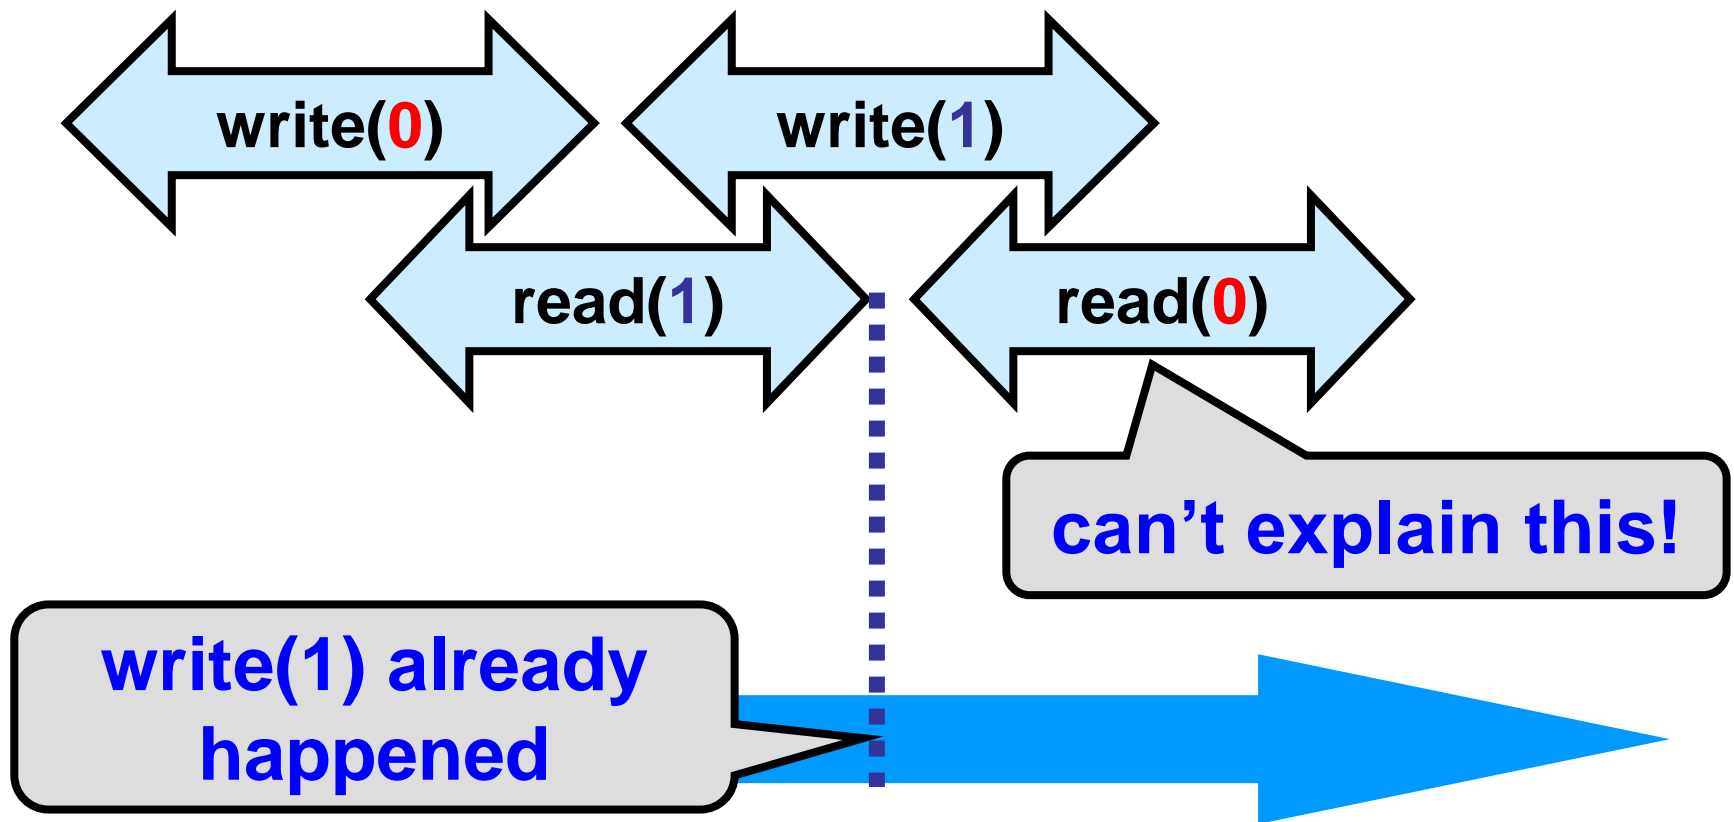 write(0)
write(1)
read(1)
read(0)
can’t explain this!
write(1) already
happened